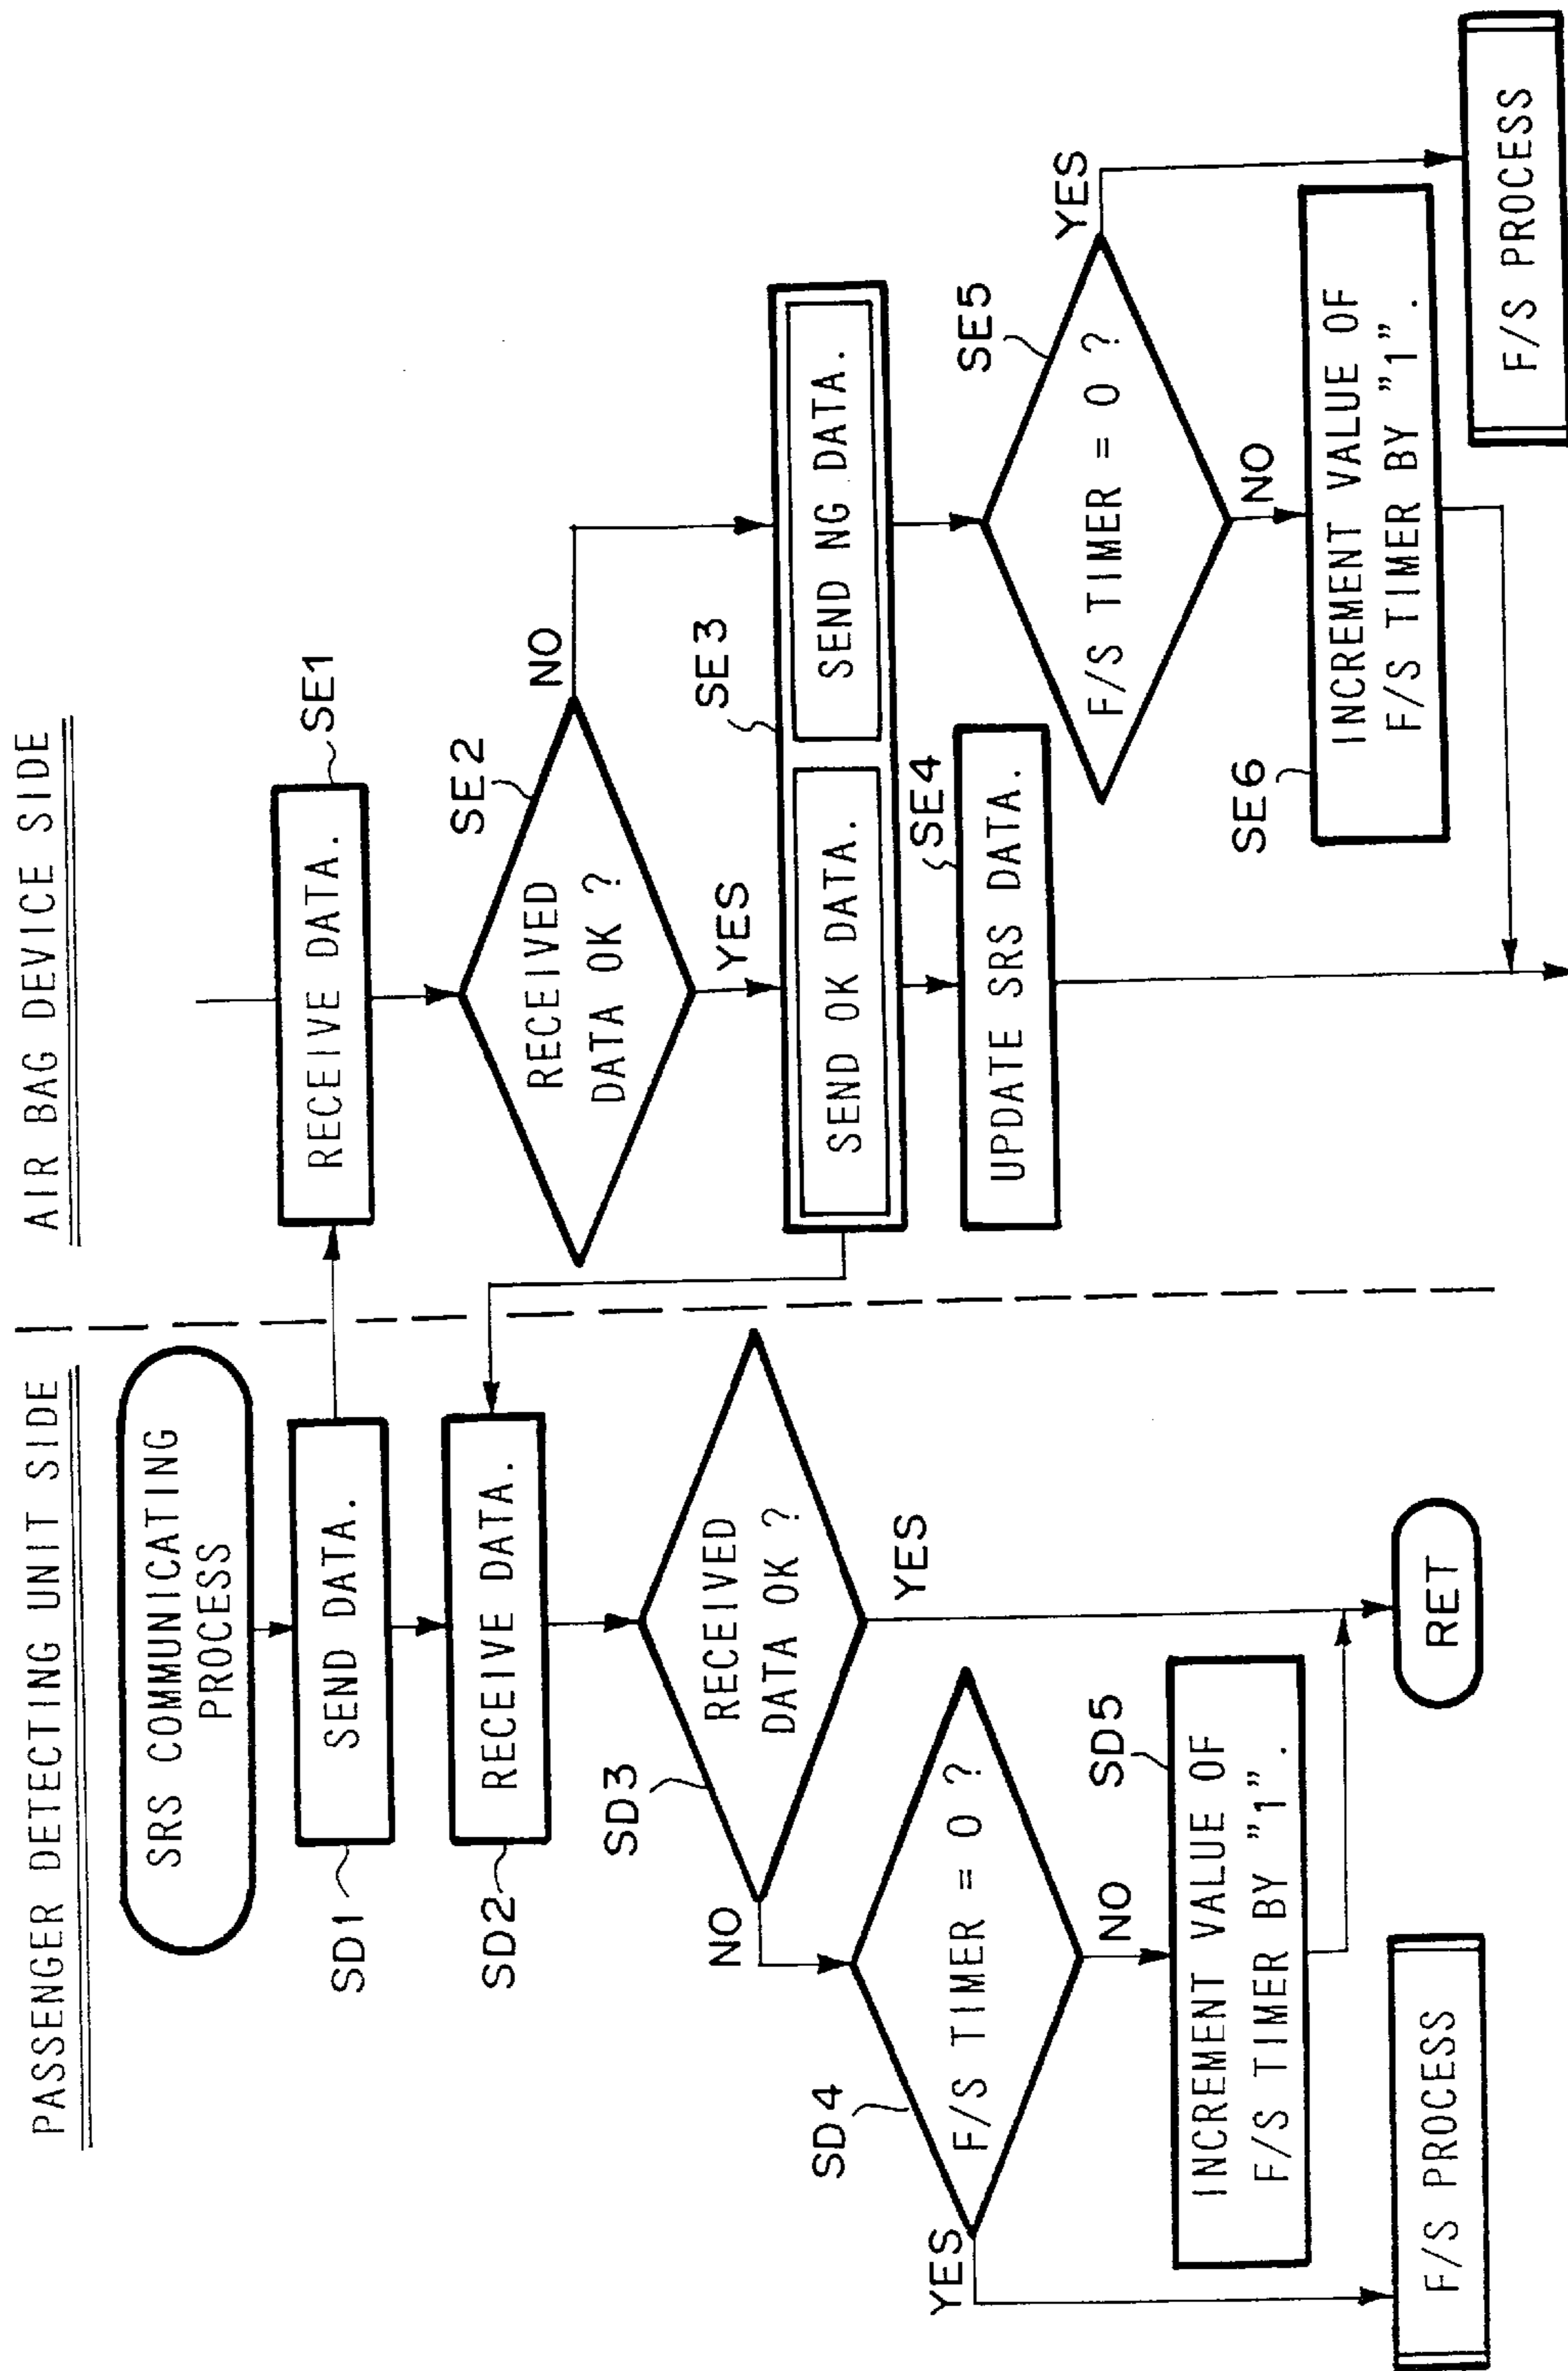 PASSENGER DETECTING UNIT SIDE
SRS COMMUNICATING
PROCESS
SD1
SEND DATA.
SD2
RECEIVE DATA.
SD3
RECEIVED
DATA OK ?
NO
YES
SD4
F/S TIMER = 0 ?
YES
NO
SD5
INCREMENT VALUE OF
F/S TIMER BY "1".
F/S PROCESS
RET
AIR BAG DEVICE SIDE
SE1
RECEIVE DATA.
SE2
RECEIVED
DATA OK ?
NO
YES
SE3
SEND OK DATA.
SEND NG DATA.
SE4
UPDATE SRS DATA.
SE5
F/S TIMER = 0 ?
YES
NO
SE6
INCREMENT VALUE OF
F/S TIMER BY "1".
F/S PROCESS